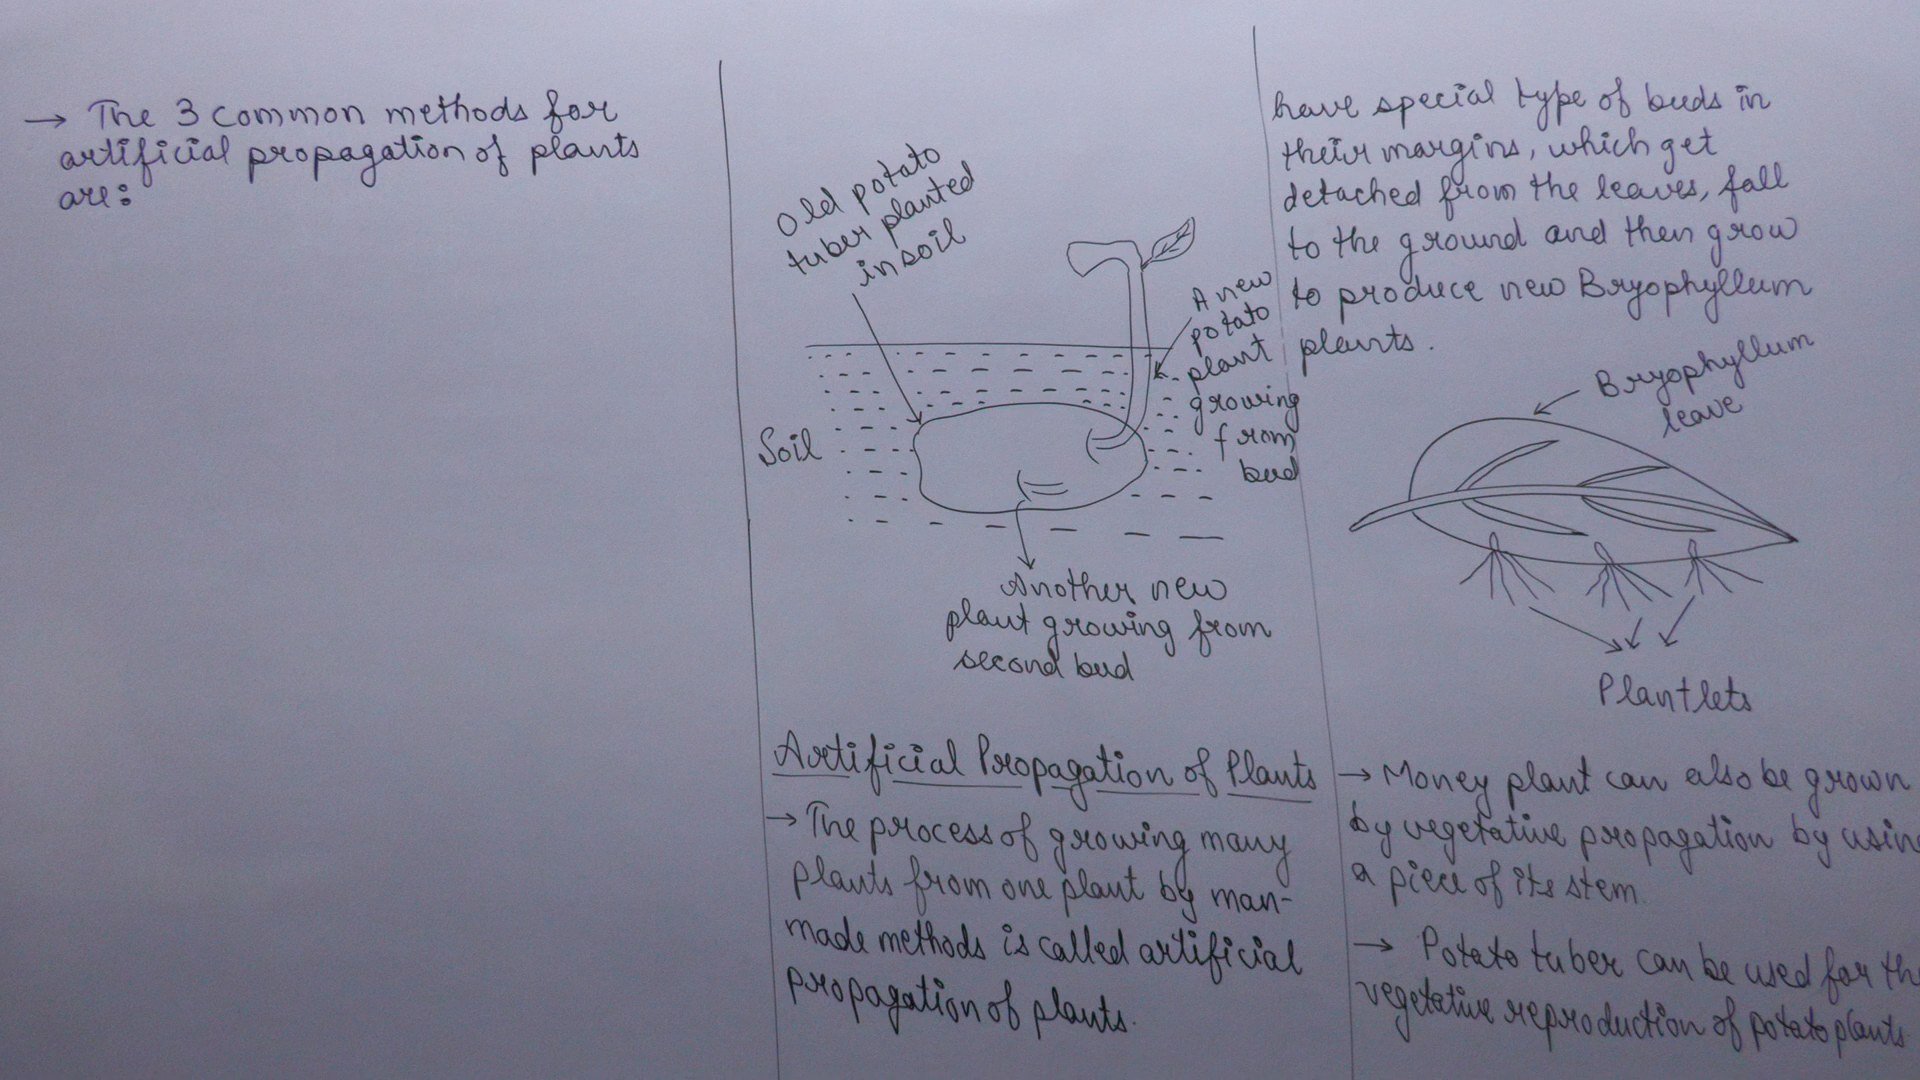 → The 3 common methods for
artificial propagation of plants
are:
Old potato
tuber planted
in soil
A new
potato
plant
growing
from
bud
Soil
Another new
plant growing from
second bud
Artificial Propagation of Plants
→ The process of growing many
plants from one plant by man-
made methods is called artificial
propagation of plants.
have special type of buds in
their margins, which get
detached from the leaves, fall
to the ground and then grow
to produce new Bryophyllum
plants.
Bryophyllum
leave
Plantlets
→ Money plant can also be grown
by vegetative propagation by using
a piece of its stem.
→ Potato tuber can be used for th
vegetative reproduction of potato plants